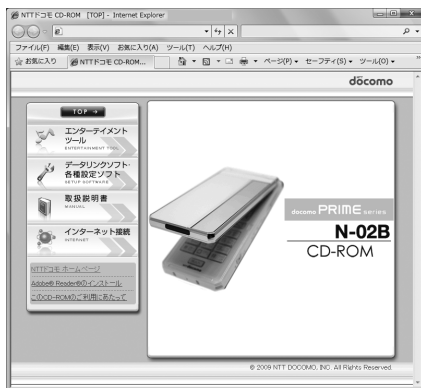 NTTドコモ CD-ROM [TOP] - Internet Explorer
ファイル(F) 編集(E) 表示(V) お気に入り(A) ツール(T) ヘルプ(H)
お気に入り NTTドコモ CD-ROM... ページ(P) セーフティ(S) ツール(O)
döcomo
TOP
エンターテイメント
ツール
ENTERTAINMENT TOOL
データリンクソフト・
各種設定ソフト
SETUP SOFTWARE
取扱説明書
MANUAL
インターネット接続
INTERNET
NTTドコモ ホームページ
Adobe® Reader®のインストール
このCD-ROMのご利用にあたって
docomo PRIME series
N-02B
CD-ROM
© 2009 NTT DOCOMO, INC. All Rights Reserved.